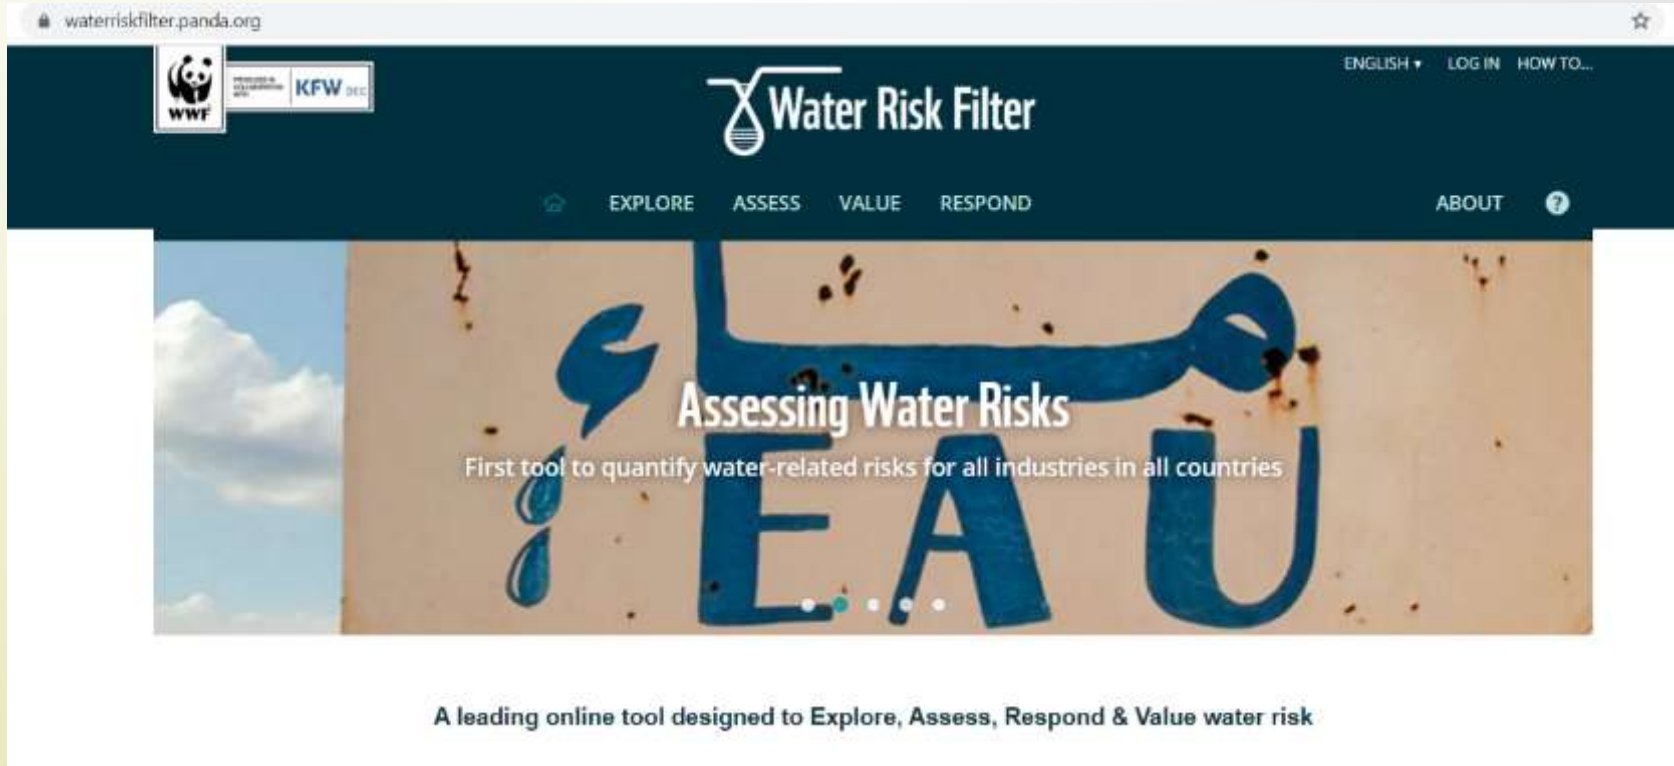 waterriskfilter.panda.org
WWF
KFW DEG
ENGLISH LOG IN HOW TO...
Water Risk Filter
EXPLORE ASSESS VALUE RESPOND ABOUT ?
ماء
Assessing Water Risks
First tool to quantify water-related risks for all industries in all countries
EAU
A leading online tool designed to Explore, Assess, Respond & Value water risk